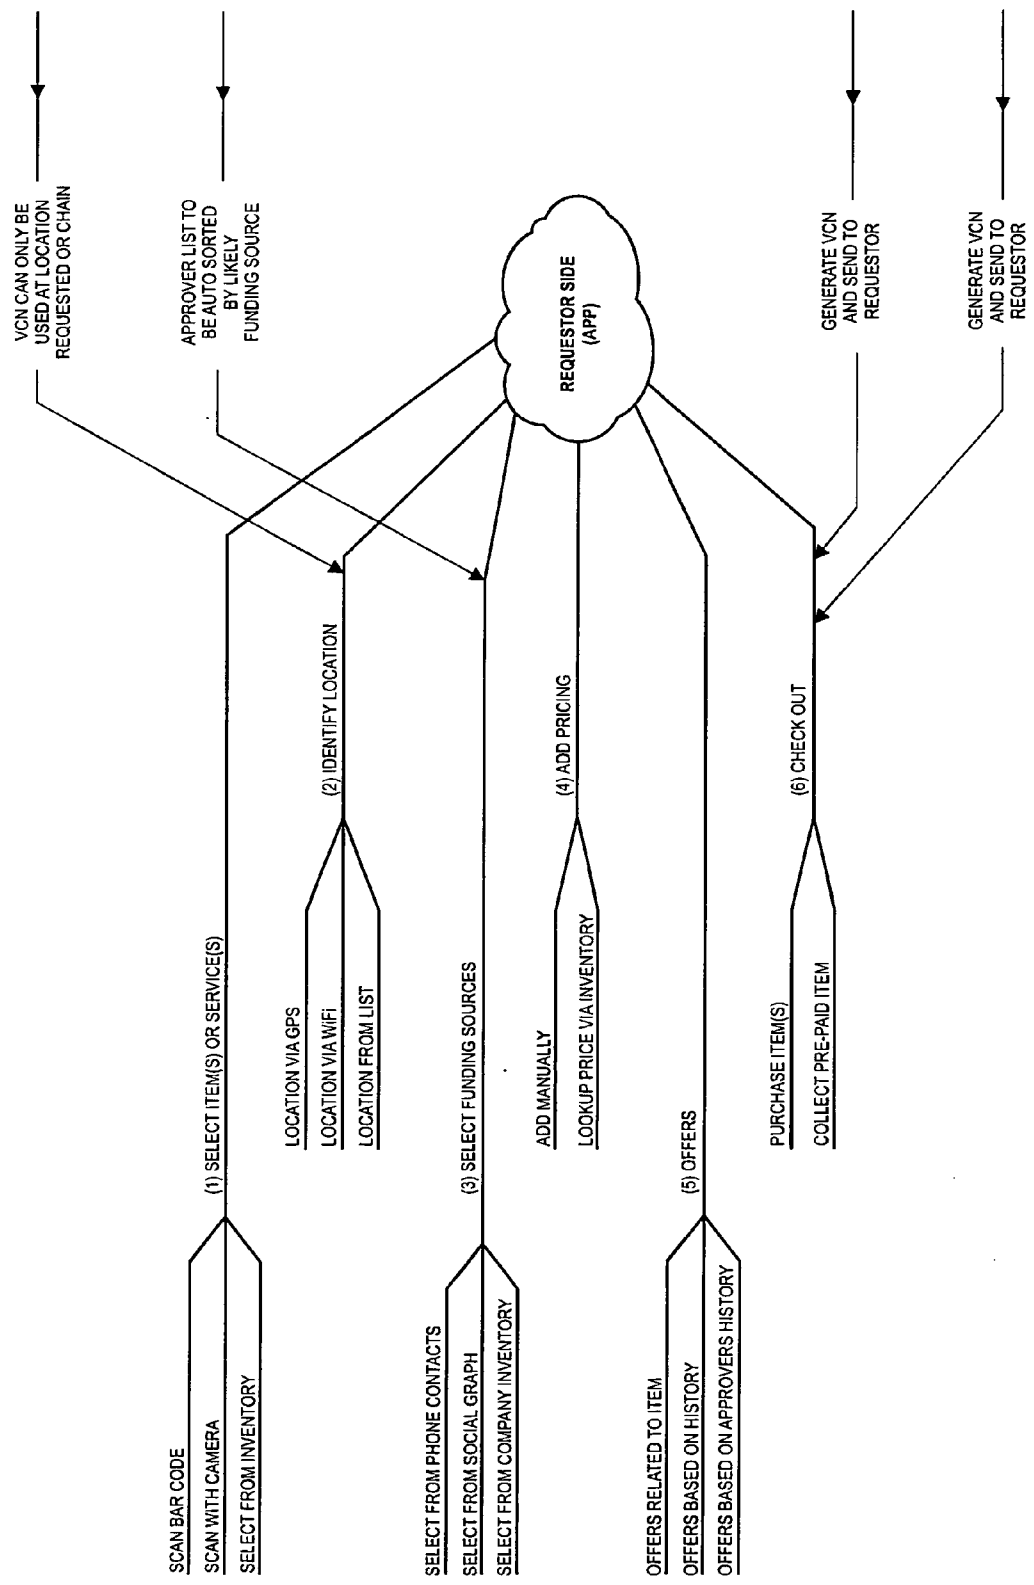 SCAN BAR CODE
SCAN WITH CAMERA
SELECT FROM INVENTORY
(1) SELECT ITEM(S) OR SERVICE(S)
LOCATION VIA GPS
LOCATION VIA WiFi
LOCATION FROM LIST
(2) IDENTIFY LOCATION
VCN CAN ONLY BE
USED AT LOCATION
REQUESTED OR CHAIN
SELECT FROM PHONE CONTACTS
SELECT FROM SOCIAL GRAPH
SELECT FROM COMPANY INVENTORY
(3) SELECT FUNDING SOURCES
APPROVER LIST TO
BE AUTO SORTED
BY LIKELY
FUNDING SOURCE
ADD MANUALLY
LOOKUP PRICE VIA INVENTORY
(4) ADD PRICING
REQUESTOR SIDE
(APP)
OFFERS RELATED TO ITEM
OFFERS BASED ON HISTORY
OFFERS BASED ON APPROVERS HISTORY
(5) OFFERS
PURCHASE ITEM(S)
COLLECT PRE-PAID ITEM
(6) CHECK OUT
GENERATE VCN
AND SEND TO
REQUESTOR
GENERATE VCN
AND SEND TO
REQUESTOR